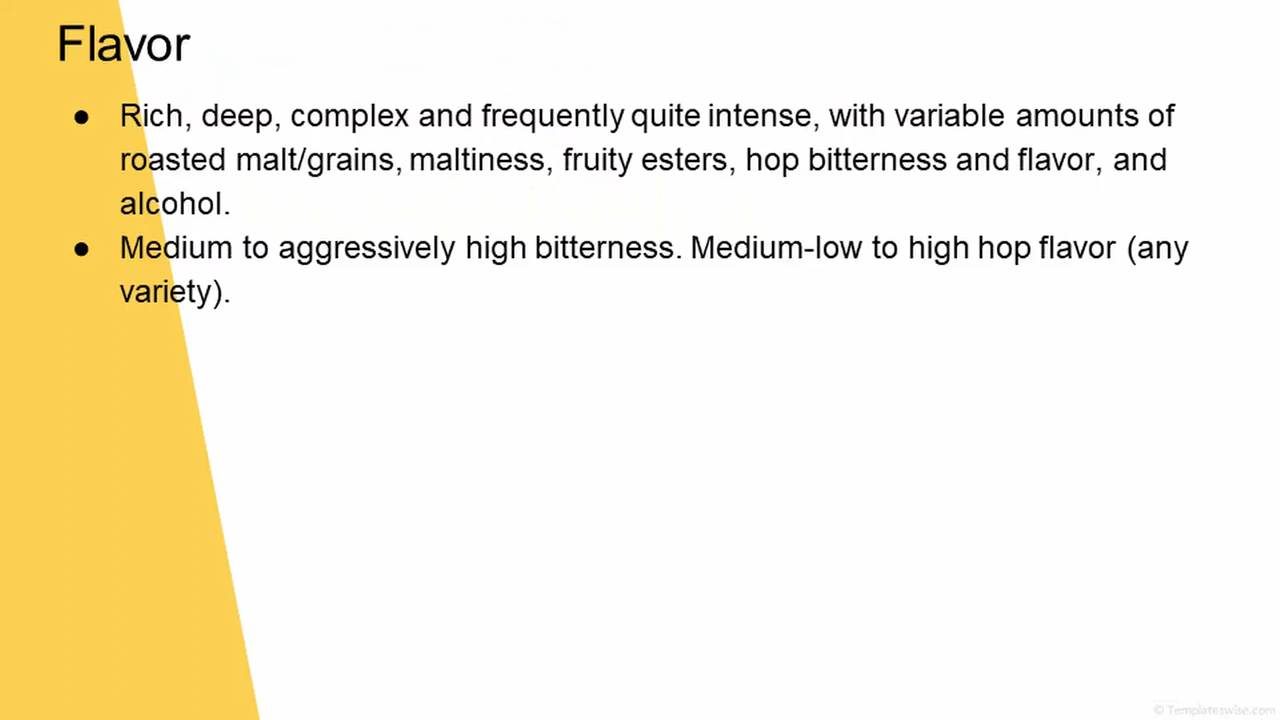 Flavor
● Rich, deep, complex and frequently quite intense, with variable amounts of
roasted malt/grains, maltiness, fruity esters, hop bitterness and flavor, and
alcohol.
● Medium to aggressively high bitterness. Medium-low to high hop flavor (any
variety).
© Templateswise.com